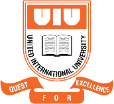 UIU
UNITED INTERNATIONAL UNIVERSITY
QUEST FOR EXCELLENCE